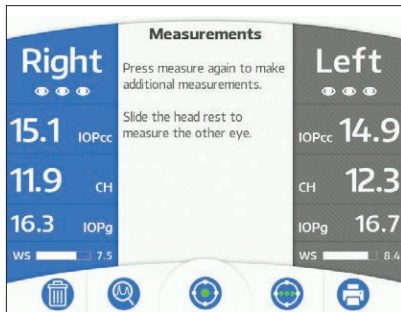 Measurements
Right
Press measure again to make
additional measurements.
Slide the head rest to
measure the other eye.
15.1 IOPcc
11.9 CH
16.3 IOPg
WS 7.5
Left
IOPcc 14.9
CH 12.3
IOPg 16.7
WS 8.4